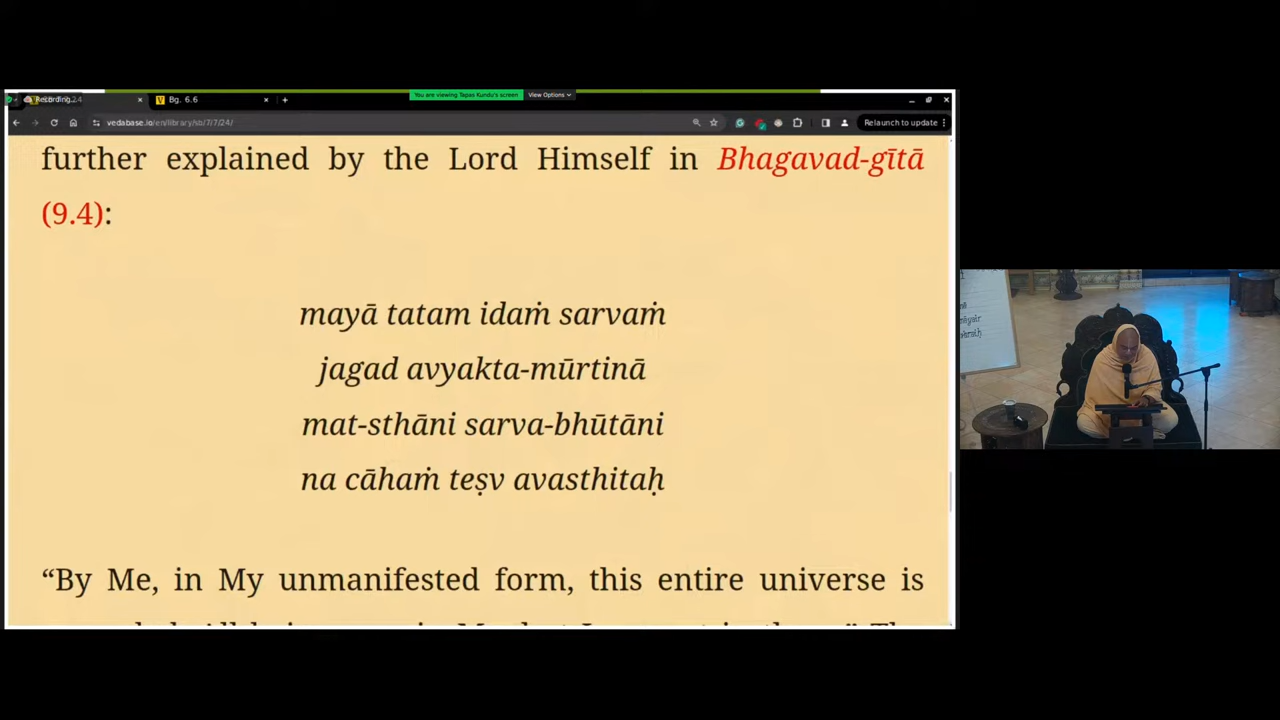 Recording...
You are viewing Tapas Kundu's screen
View Options
Bg. 6.6
vedabase.io/en/library/sb/7/7/24/
Relaunch to update
further explained by the Lord Himself in Bhagavad-gītā
(9.4):
mayā tatam idaṁ sarvaṁ
jagad avyakta-mūrtinā
mat-sthāni sarva-bhūtāni
na cāhaṁ teṣv avasthitaḥ
“By Me, in My unmanifested form, this entire universe is